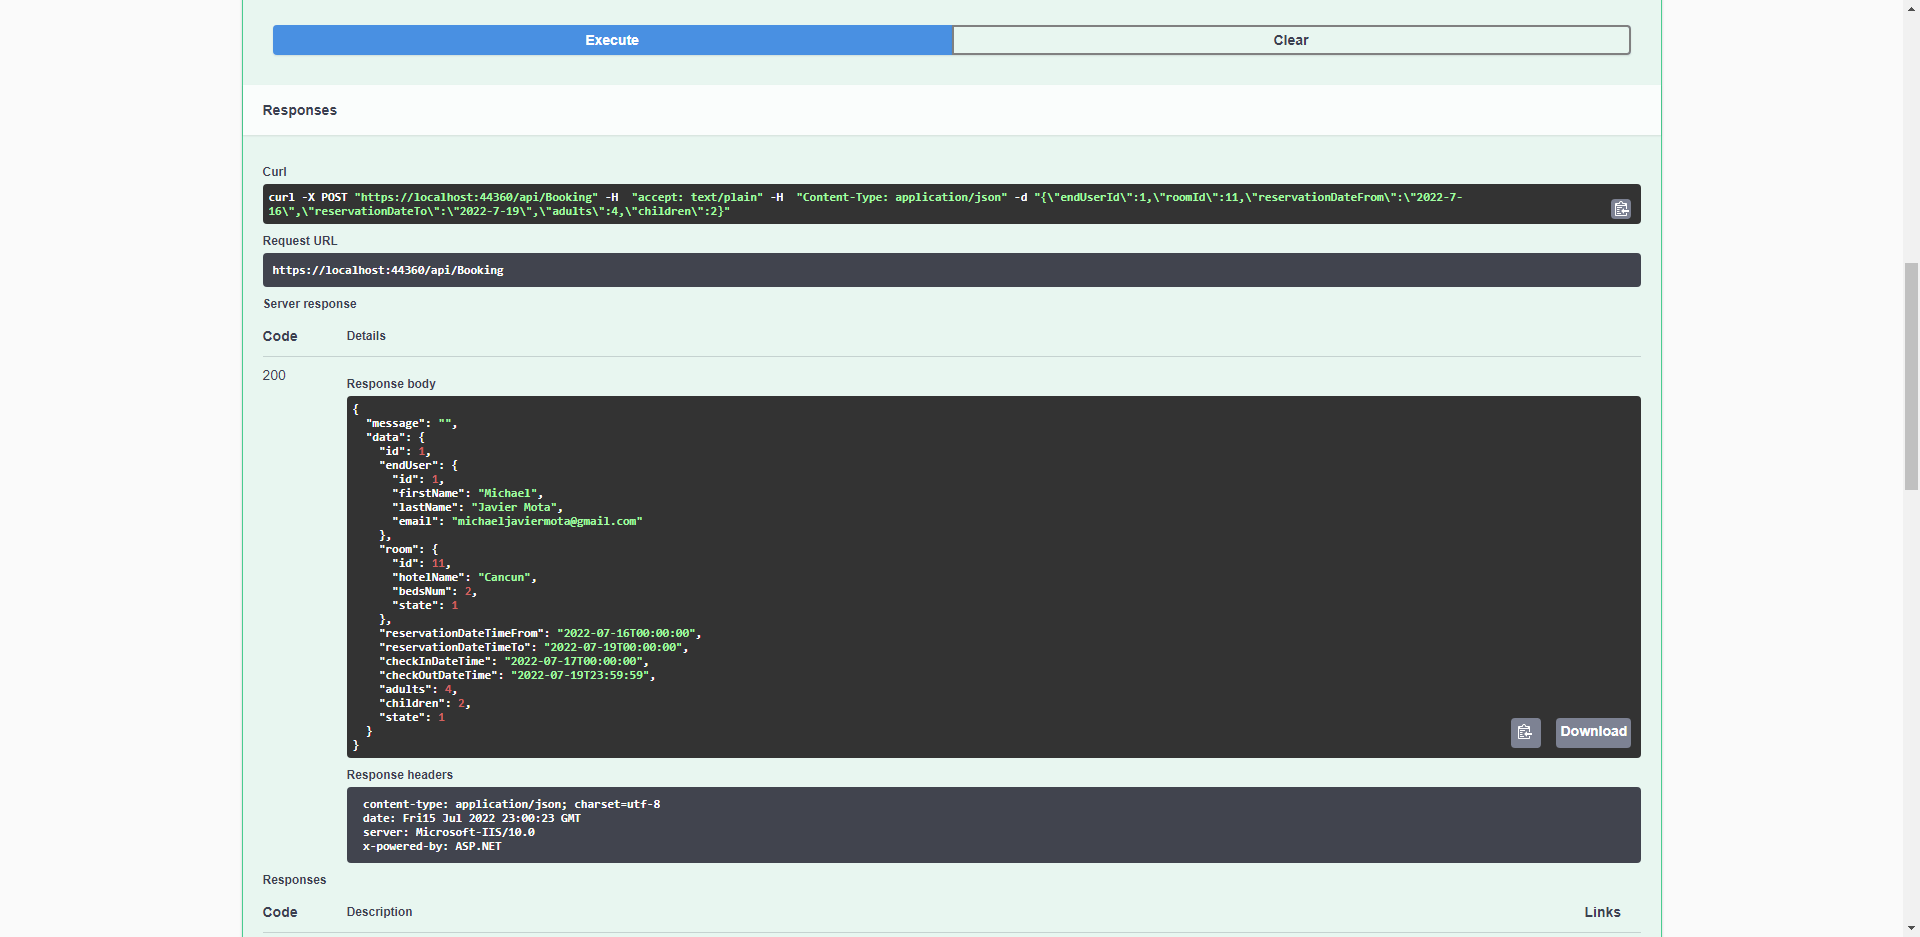 Execute
Clear
Responses
Curl
curl -X POST "https://localhost:44360/api/Booking" -H  "accept: text/plain" -H  "Content-Type: application/json" -d "{\"endUserId\":1,\"roomId\":11,\"reservationDateFrom\":\"2022-7-
16\",\"reservationDateTo\":\"2022-7-19\",\"adults\":4,\"children\":2}"
Request URL
https://localhost:44360/api/Booking
Server response
Code Details
200
Response body
{
  "message": "",
  "data": {
    "id": 1,
    "endUser": {
      "id": 1,
      "firstName": "Michael",
      "lastName": "Javier Mota",
      "email": "michaeljaviermota@gmail.com"
    },
    "room": {
      "id": 11,
      "hotelName": "Cancun",
      "bedsNum": 2,
      "state": 1
    },
    "reservationDateTimeFrom": "2022-07-16T00:00:00",
    "reservationDateTimeTo": "2022-07-19T00:00:00",
    "checkInDateTime": "2022-07-17T00:00:00",
    "checkOutDateTime": "2022-07-19T23:59:59",
    "adults": 4,
    "children": 2,
    "state": 1
  }
}
Download
Response headers
content-type: application/json; charset=utf-8
date: Fri15 Jul 2022 23:00:23 GMT
server: Microsoft-IIS/10.0
x-powered-by: ASP.NET
Responses
Code Description Links